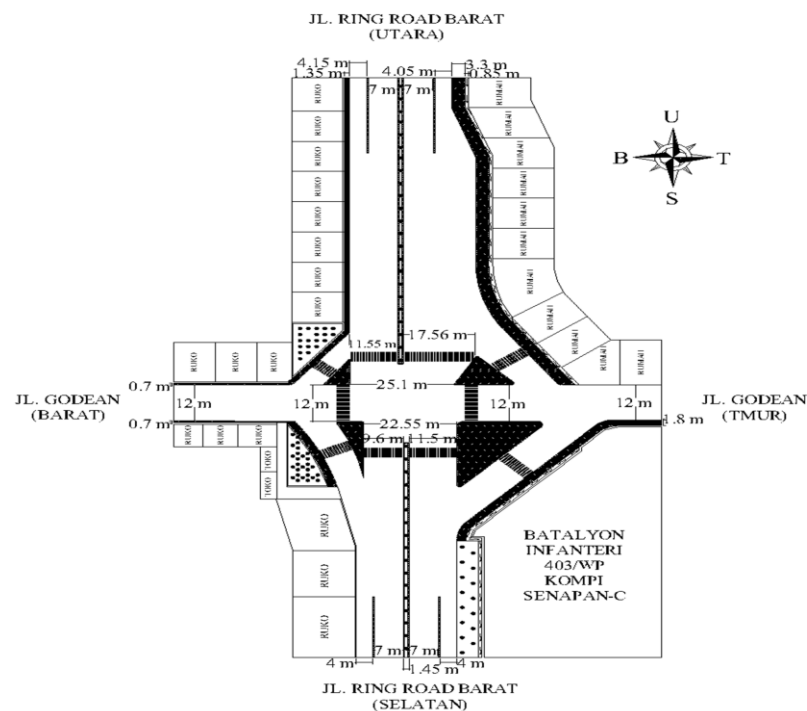 JL. RING ROAD BARAT
(UTARA)
4.15 m
4.05 m
3.3 m
1.35 m
0.85 m
7 m
7 m
RUKO
RUKO
RUKO
RUKO
RUKO
RUKO
RUKO
RUKO
RUMAH
RUMAH
RUMAH
RUMAH
RUMAH
RUMAH
RUMAH
RUMAH
RUMAH
RUMAH
RUMAH
RUMAH
U
B
T
S
17.56 m
11.55 m
RUKO
RUKO
RUKO
JL. GODEAN
(BARAT)
0.7 m
0.7 m
12 m
12 m
25.1 m
12 m
12 m
JL. GODEAN
(TMUR)
1.8 m
22.55 m
9.6 m
11.5 m
RUKO
RUKO
RUKO
TOKO
TOKO
RUKO
RUKO
RUKO
BATALYON
INFANTERI
403/WP
KOMPI
SENAPAN-C
7 m
7 m
4 m
1.45 m
4 m
JL. RING ROAD BARAT
(SELATAN)